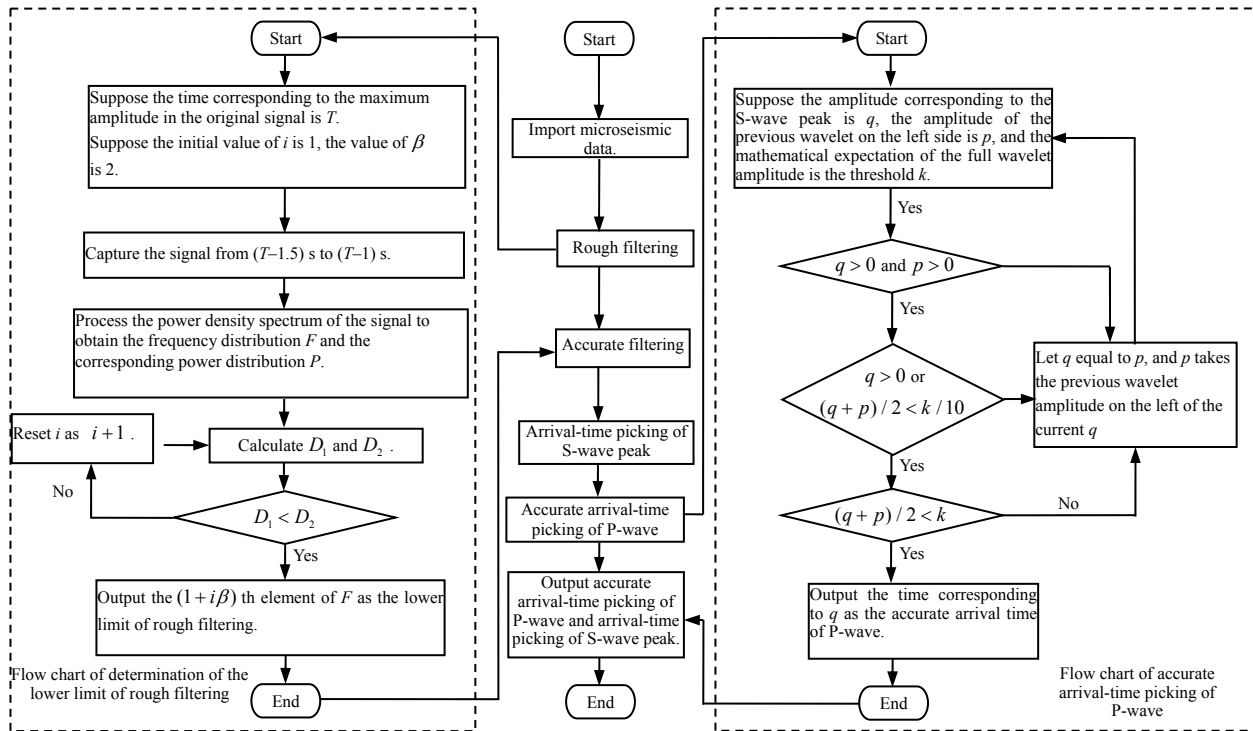 Start
Suppose the time corresponding to the maximum
amplitude in the original signal is T.
Suppose the initial value of i is 1, the value of β
is 2.
Capture the signal from (T–1.5) s to (T–1) s.
Process the power density spectrum of the signal to
obtain the frequency distribution F and the
corresponding power distribution P.
Reset i as i + 1 .
Calculate D₁ and D₂ .
No
D₁ < D₂
Yes
Output the (1 + iβ) th element of F as the lower
limit of rough filtering.
Flow chart of determination of the
lower limit of rough filtering
End
Start
Import microseismic
data.
Rough filtering
Accurate filtering
Arrival-time picking of
S-wave peak
Accurate arrival-time
picking of P-wave
Output accurate
arrival-time picking of
P-wave and arrival-time
picking of S-wave peak.
End
Start
Suppose the amplitude corresponding to the
S-wave peak is q, the amplitude of the
previous wavelet on the left side is p, and the
mathematical expectation of the full wavelet
amplitude is the threshold k.
Yes
q > 0 and p > 0
Yes
q > 0 or
(q + p) / 2 < k / 10
Let q equal to p, and p takes
the previous wavelet
amplitude on the left of the
current q
Yes
(q + p) / 2 < k
No
Yes
Output the time corresponding
to q as the accurate arrival time
of P-wave.
End
Flow chart of accurate
arrival-time picking of
P-wave